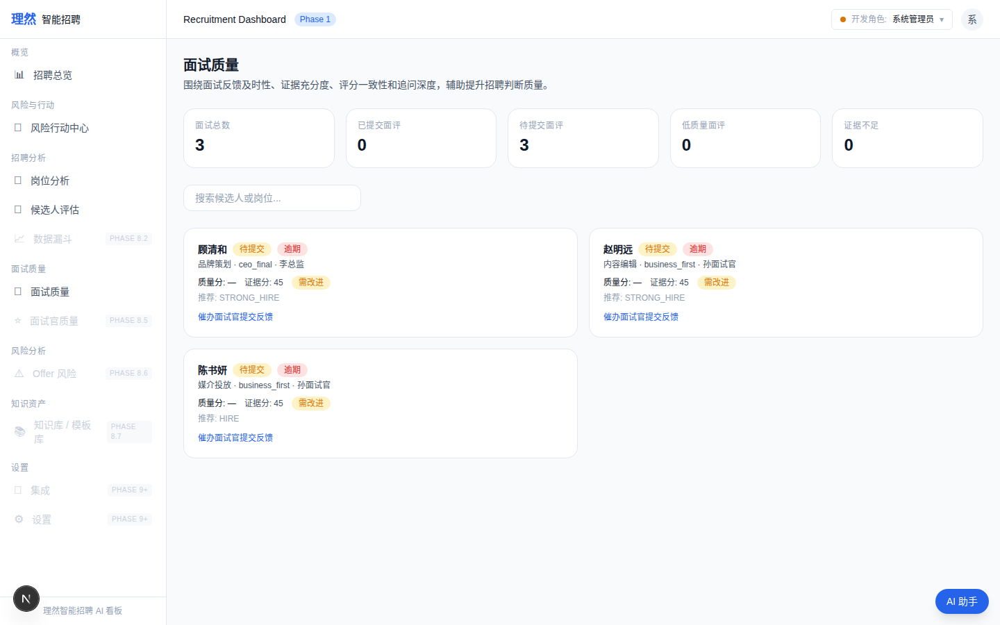 理然 智能招聘
Recruitment Dashboard Phase 1
开发角色: 系统管理员 ▾ 系
概览
招聘总览
风险与行动
风险行动中心
招聘分析
岗位分析
候选人评估
数据漏斗 PHASE 8.2
面试质量
面试质量
面试官质量 PHASE 8.5
风险分析
Offer 风险 PHASE 8.6
知识资产
知识库 / 模板
库
PHASE
8.7
设置
集成 PHASE 9+
设置 PHASE 9+
理然智能招聘 AI 看板
面试质量
围绕面试反馈及时性、证据充分度、评分一致性和追问深度，辅助提升招聘判断质量。
面试总数
3
已提交面评
0
待提交面评
3
低质量面评
0
证据不足
0
搜索候选人或岗位...
顾清和 待提交 逾期
品牌策划 · ceo_final · 李总监
质量分: — 证据分: 45 需改进
推荐: STRONG_HIRE
催办面试官提交反馈
赵明远 待提交 逾期
内容编辑 · business_first · 孙面试官
质量分: — 证据分: 45 需改进
推荐: STRONG_HIRE
催办面试官提交反馈
陈书妍 待提交 逾期
媒介投放 · business_first · 孙面试官
质量分: — 证据分: 45 需改进
推荐: HIRE
催办面试官提交反馈
AI 助手